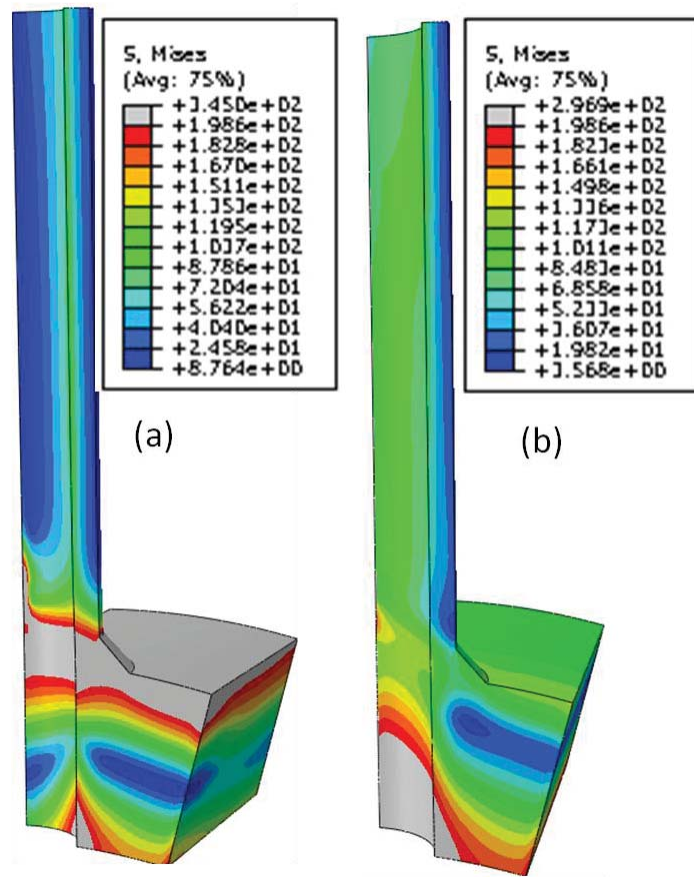 S, Mises
(Avg: 75%)
+3.450e+02
+1.986e+02
+1.828e+02
+1.670e+02
+1.511e+02
+1.353e+02
+1.195e+02
+1.037e+02
+8.786e+01
+7.204e+01
+5.622e+01
+4.040e+01
+2.458e+01
+8.764e+00
(a)
S, Mises
(Avg: 75%)
+2.969e+02
+1.986e+02
+1.823e+02
+1.661e+02
+1.498e+02
+1.336e+02
+1.173e+02
+1.011e+02
+8.483e+01
+6.858e+01
+5.233e+01
+3.607e+01
+1.982e+01
+3.568e+00
(b)